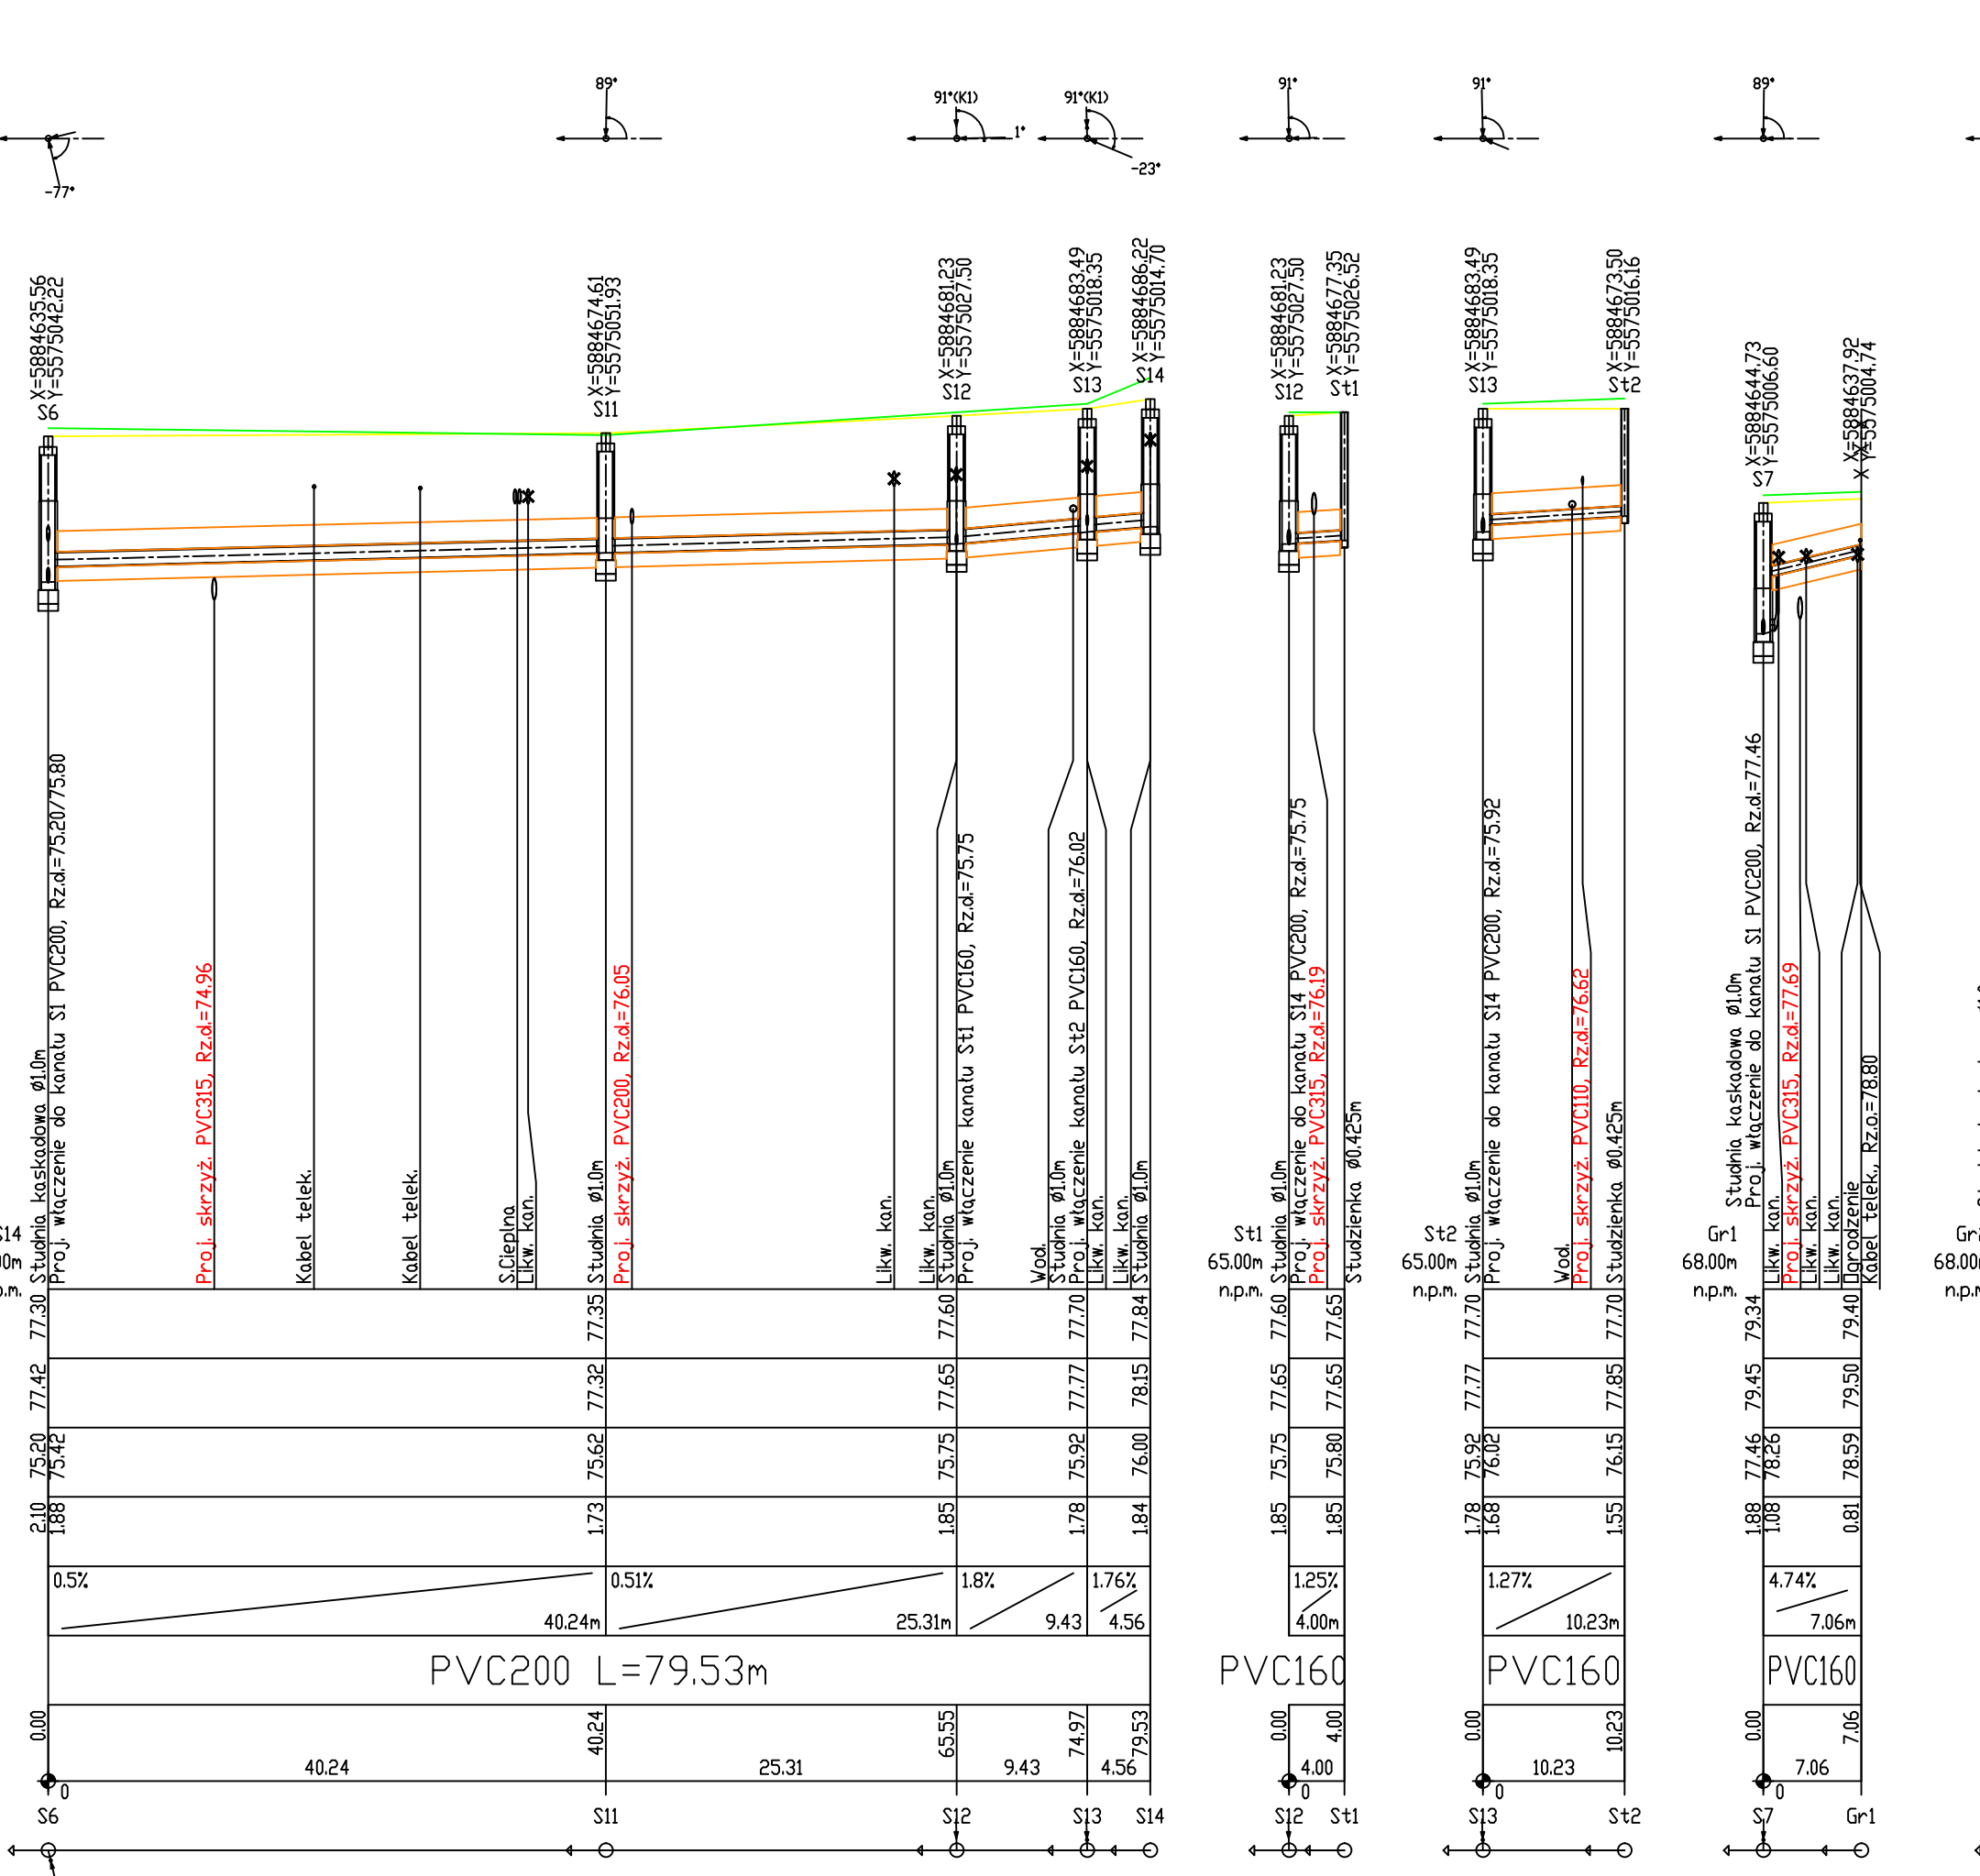 89°
91°(K1)
91°(K1)
91°
91°
89°
1°
-23°
-77°
X=5884635.56
Y=5575042.22
S6
X=5884674.61
Y=5575051.93
S11
X=5884681.23
Y=5575027.50
S12
X=5884683.49
Y=5575018.35
S13
X=5884686.22
Y=5575014.70
S14
X=5884681.23
Y=5575027.50
S12
X=5884677.35
Y=5575026.52
St1
X=5884683.49
Y=5575018.35
S13
X=5884673.50
Y=5575016.16
St2
X=5884644.73
Y=5575006.60
S7
X=5884637.92
Y=5575004.74
Studnia kaskadowa Ø1.0m
Proj. włączenie do kanału S1 PVC200, Rz.d.=75.20/75.80
Proj. skrzyż. PVC315, Rz.d.=74.96
Kabel telek.
Kabel telek.
S.Cieplna
Likw. kan.
Studnia Ø1.0m
Proj. skrzyż. PVC200, Rz.d.=76.05
Likw. kan.
Likw. kan.
Studnia Ø1.0m
Proj. włączenie kanału St1 PVC160, Rz.d.=75.75
Wod.
Studnia Ø1.0m
Proj. włączenie kanału St2 PVC160, Rz.d.=76.02
Likw. kan.
Likw. kan.
Studnia Ø1.0m
Studnia Ø1.0m
Proj. włączenie do kanału S14 PVC200, Rz.d.=75.75
Proj. skrzyż. PVC315, Rz.d.=76.19
Studzienka Ø0.425m
Studnia Ø1.0m
Proj. włączenie do kanału S14 PVC200, Rz.d.=75.92
Wod.
Proj. skrzyż. PVC110, Rz.d.=76.62
Studzienka Ø0.425m
Studnia kaskadowa Ø1.0m
Proj. włączenie do kanału S1 PVC200, Rz.d.=77.46
Likw. kan.
Proj. skrzyż. PVC315, Rz.d.=77.69
Likw. kan.
Likw. kan.
Ogrodzenie
Kabel telek., Rz.o.=78.80
S14
St1
65.00m
n.p.m.
St2
65.00m
n.p.m.
Gr1
68.00m
n.p.m.
77.30 77.35 77.60 77.70 77.84 77.60 77.65 77.70 77.70 79.34 79.40
77.42 77.32 77.65 77.77 78.15 77.65 77.65 77.77 77.85 79.45 79.50
75.20 75.42 75.62 75.75 75.92 76.00 75.75 75.80 75.92 76.02 76.15 77.46 78.26 78.59
2.10 1.88 1.73 1.85 1.78 1.84 1.85 1.85 1.78 1.68 1.55 1.88 1.08 0.81
0.5% 0.51% 1.8% 1.76% 1.25% 1.27% 4.74%
40.24m 25.31m 9.43 4.56 4.00m 10.23m 7.06m
PVC200 L=79.53m PVC160 PVC160 PVC160
0.00 40.24 65.55 74.97 79.53 0.00 4.00 0.00 10.23 0.00 7.06
40.24 25.31 9.43 4.56 4.00 10.23 7.06
0 0 0 0
S6 S11 S12 S13 S14 S12 St1 S13 St2 S7 Gr1